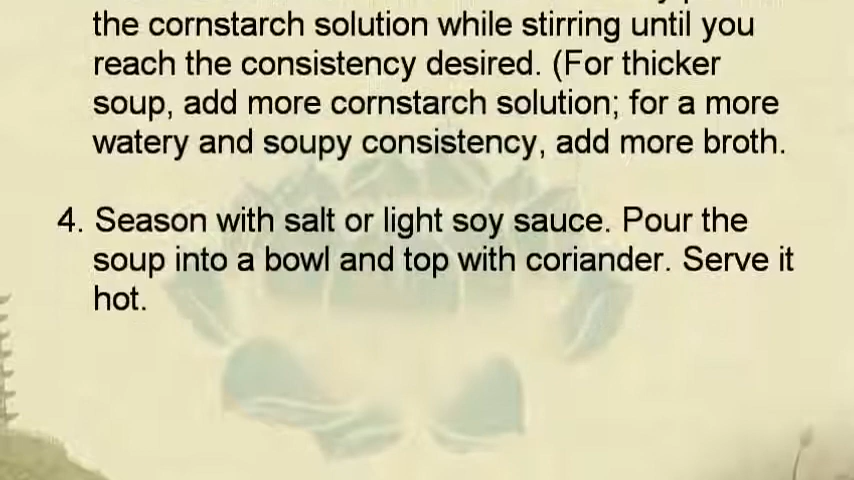 the cornstarch solution while stirring until you
reach the consistency desired. (For thicker
soup, add more cornstarch solution; for a more
watery and soupy consistency, add more broth.
4. Season with salt or light soy sauce. Pour the
soup into a bowl and top with coriander. Serve it
hot.